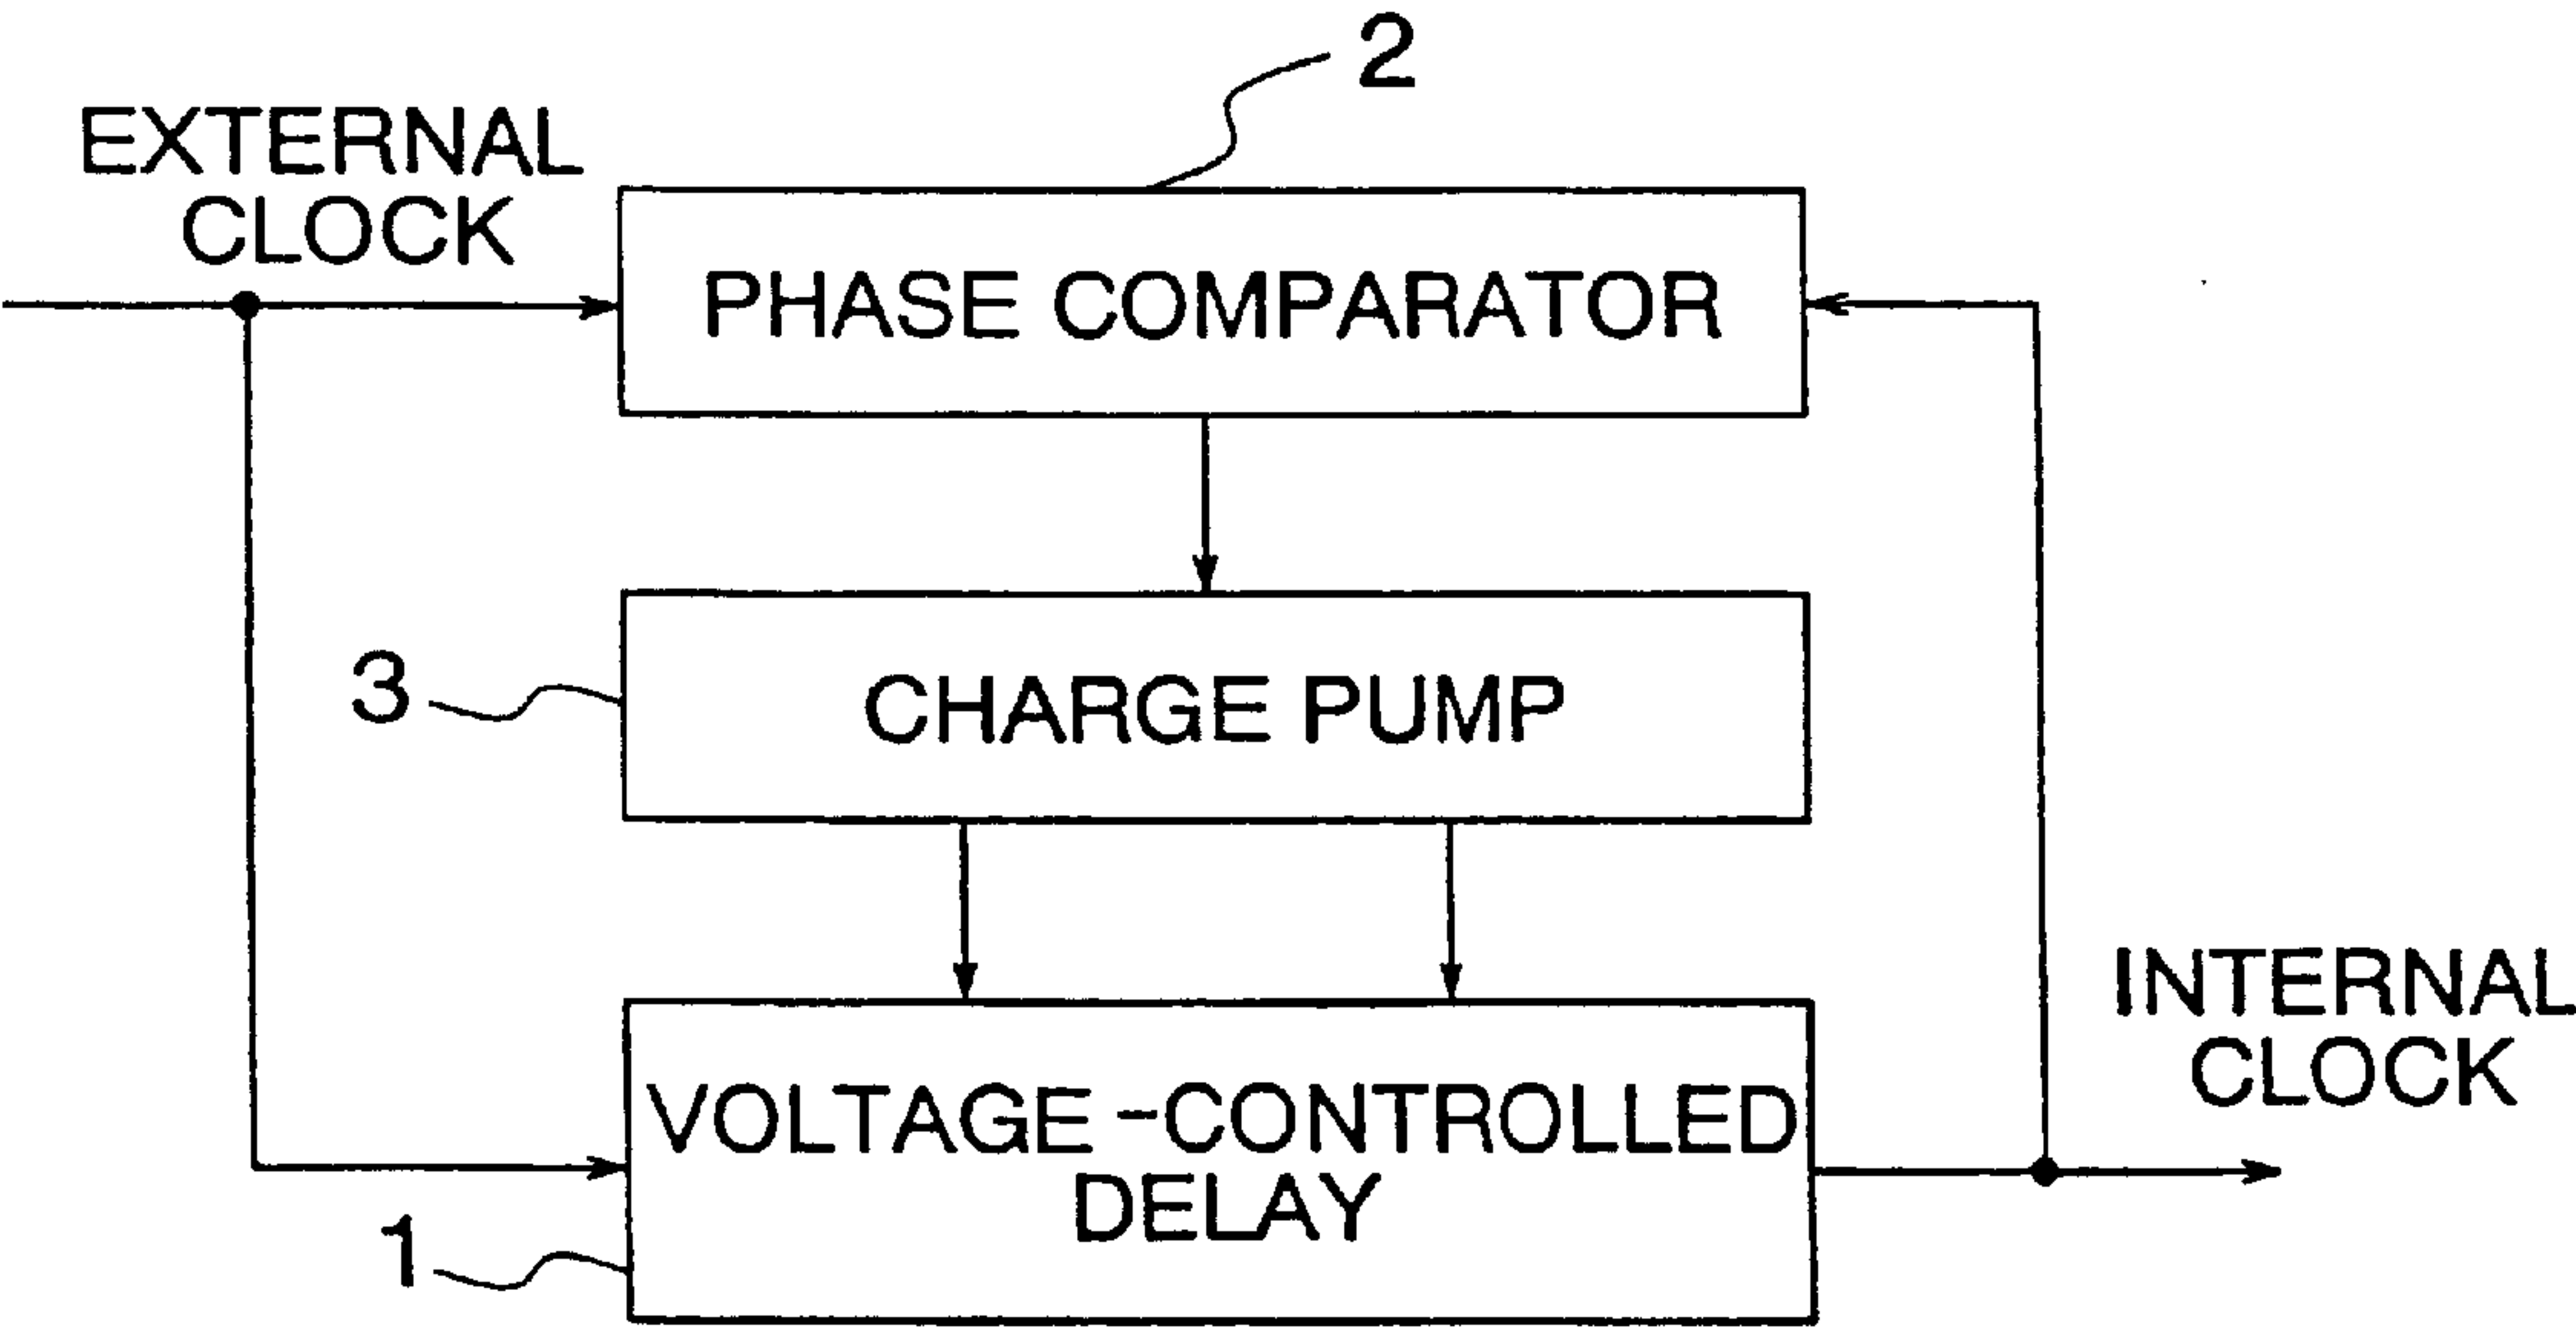 2
EXTERNAL
CLOCK
PHASE COMPARATOR
3
CHARGE PUMP
INTERNAL
CLOCK
VOLTAGE-CONTROLLED
DELAY
1